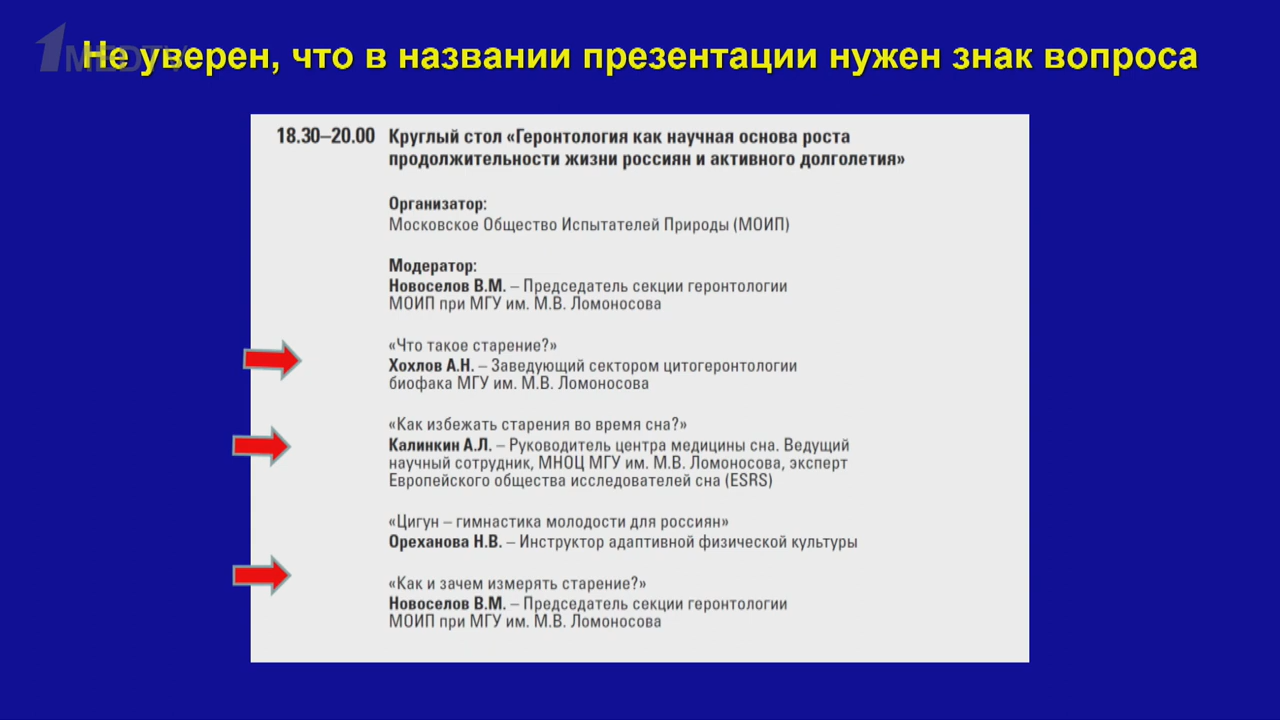 1MEDTV
Не уверен, что в названии презентации нужен знак вопроса
18.30–20.00 Круглый стол «Геронтология как научная основа роста
продолжительности жизни россиян и активного долголетия»
Организатор:
Московское Общество Испытателей Природы (МОИП)
Модератор:
Новоселов В.М. – Председатель секции геронтологии
МОИП при МГУ им. М.В. Ломоносова
«Что такое старение?»
Хохлов А.Н. – Заведующий сектором цитогеронтологии
биофака МГУ им. М.В. Ломоносова
«Как избежать старения во время сна?»
Калинкин А.Л. – Руководитель центра медицины сна. Ведущий
научный сотрудник, МНОЦ МГУ им. М.В. Ломоносова, эксперт
Европейского общества исследователей сна (ESRS)
«Цигун – гимнастика молодости для россиян»
Ореханова Н.В. – Инструктор адаптивной физической культуры
«Как и зачем измерять старение?»
Новоселов В.М. – Председатель секции геронтологии
МОИП при МГУ им. М.В. Ломоносова